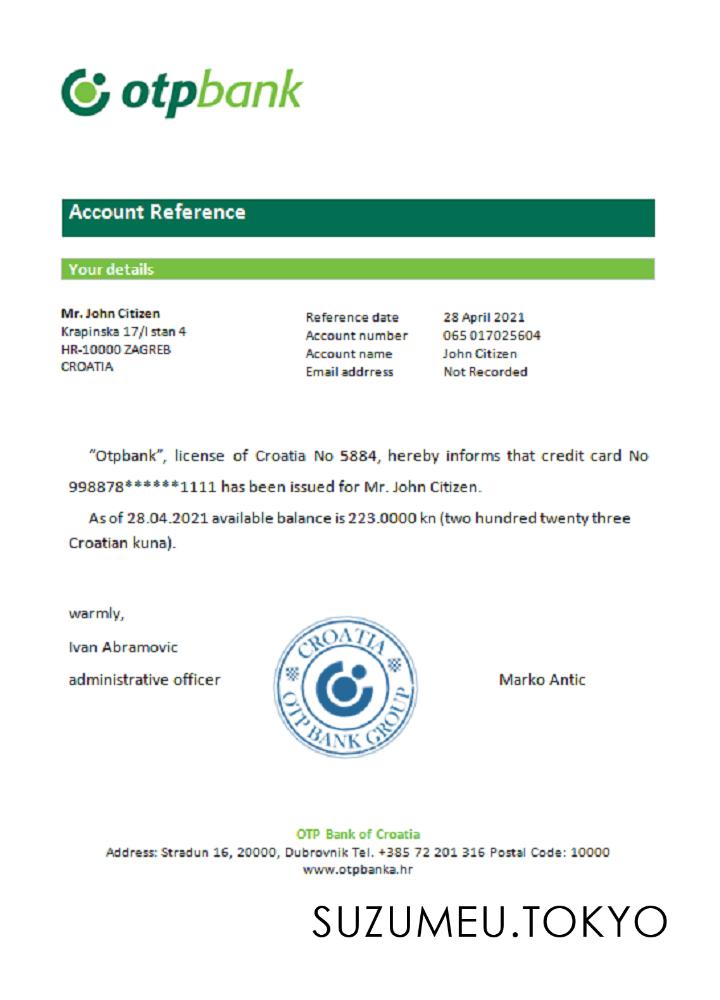 otpbank
Account Reference
Your details
Mr. John Citizen
Krapinska 17/I stan 4
HR-10000 ZAGREB
CROATIA
Reference date 28 April 2021
Account number 065 017025604
Account name John Citizen
Email addrress Not Recorded
“Otpbank”, license of Croatia No 5884, hereby informs that credit card No
998878******1111 has been issued for Mr. John Citizen.
As of 28.04.2021 available balance is 223.0000 kn (two hundred twenty three
Croatian kuna).
warmly,
Ivan Abramovic
administrative officer
CROATIA
OTP BANK GROUP
Marko Antic
OTP Bank of Croatia
Address: Stradun 16, 20000, Dubrovnik Tel. +385 72 201 316 Postal Code: 10000
www.otpbanka.hr
SUZUMEU.TOKYO